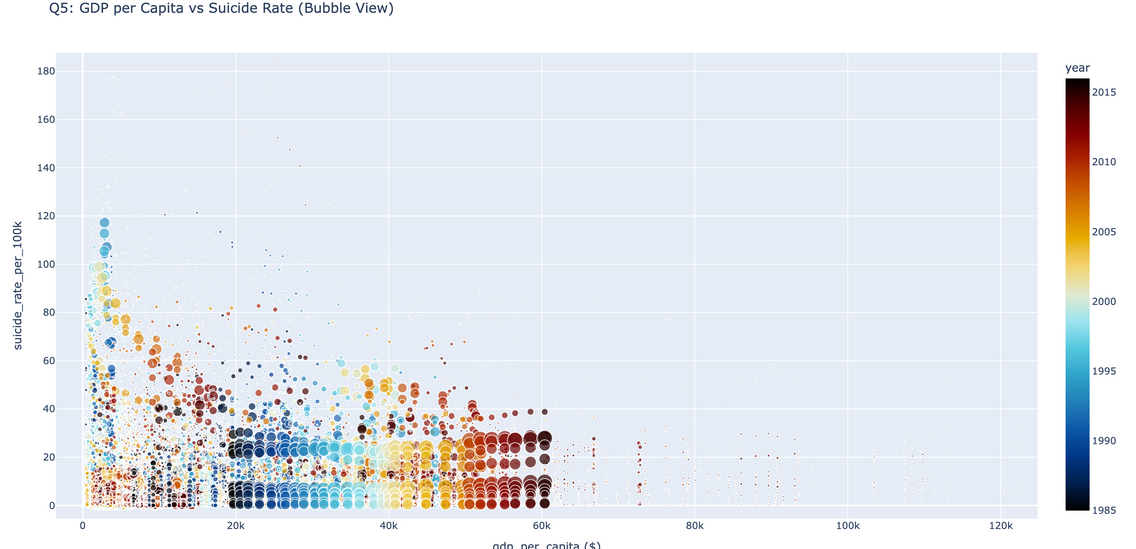 Q5: GDP per Capita vs Suicide Rate (Bubble View)
suicide_rate_per_100k
180
160
140
120
100
80
60
40
20
0
0
20k
40k
60k
80k
100k
120k
gdp_per_capita ($)
year
2015
2010
2005
2000
1995
1990
1985